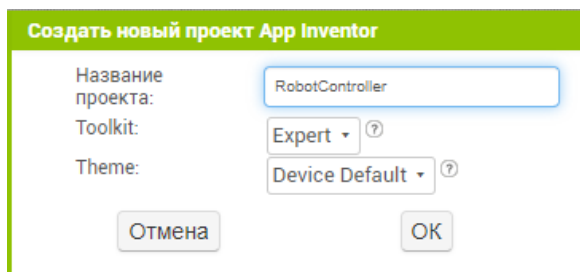 Создать новый проект App Inventor
Название
проекта:
RobotController
Toolkit:
Expert
Theme:
Device Default
Отмена
OK